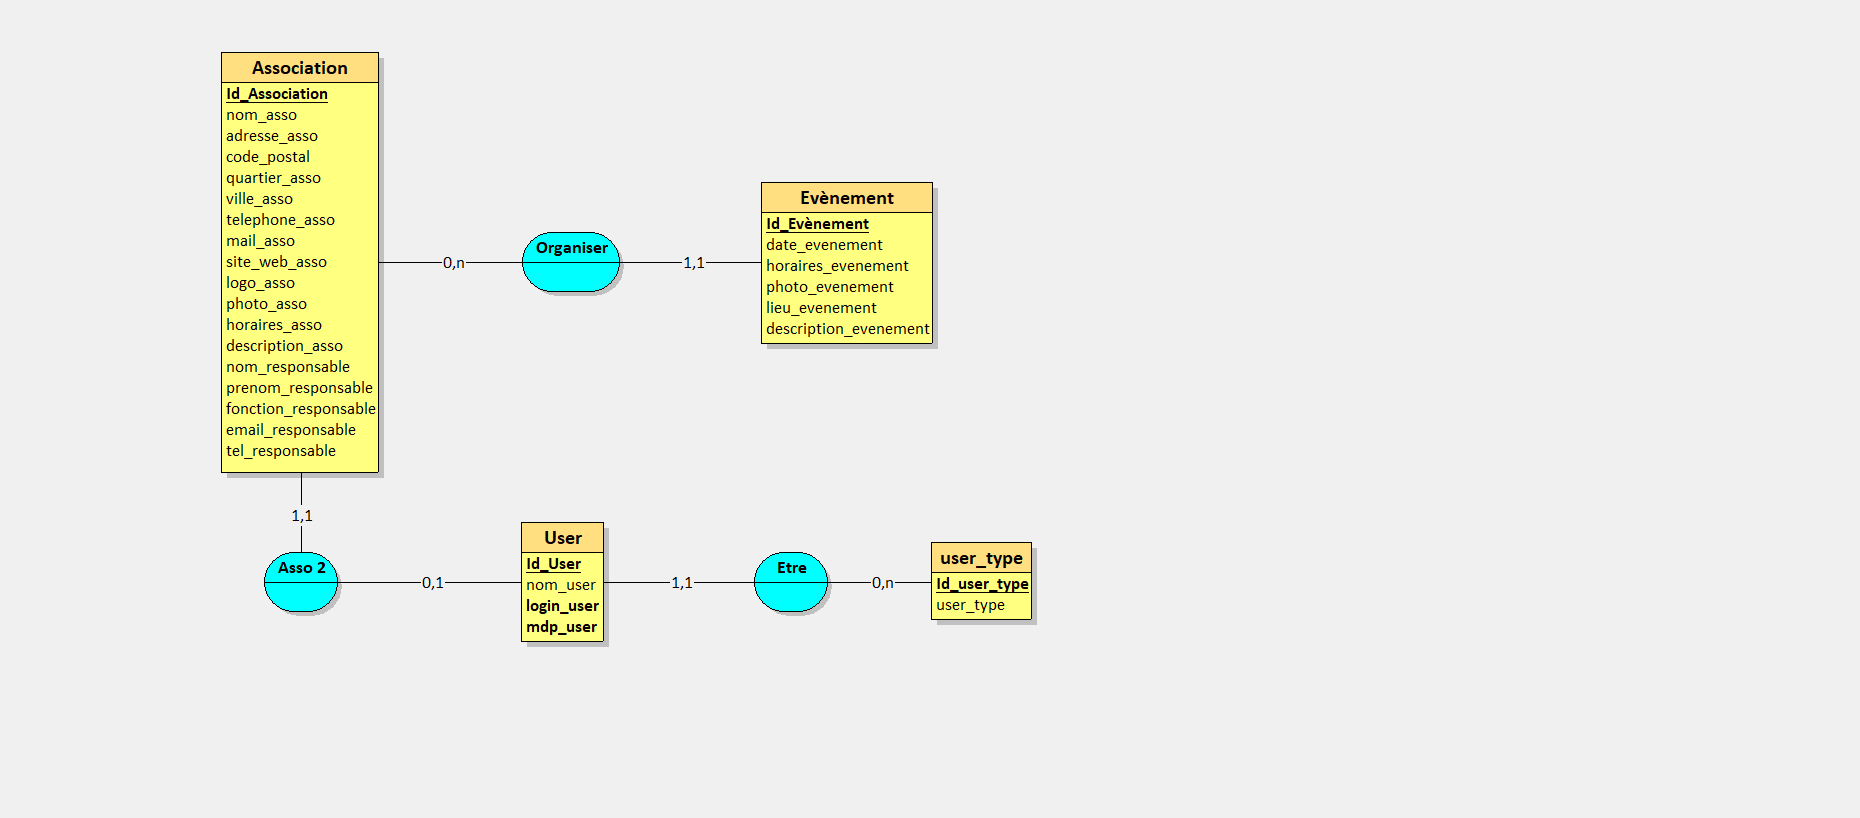 Association
Id_Association
nom_asso
adresse_asso
code_postal
quartier_asso
ville_asso
telephone_asso
mail_asso
site_web_asso
logo_asso
photo_asso
horaires_asso
description_asso
nom_responsable
prenom_responsable
fonction_responsable
email_responsable
tel_responsable
0,n
Organiser
1,1
Evènement
Id_Evènement
date_evenement
horaires_evenement
photo_evenement
lieu_evenement
description_evenement
1,1
Asso 2
0,1
User
Id_User
nom_user
login_user
mdp_user
1,1
Etre
0,n
user_type
Id_user_type
user_type